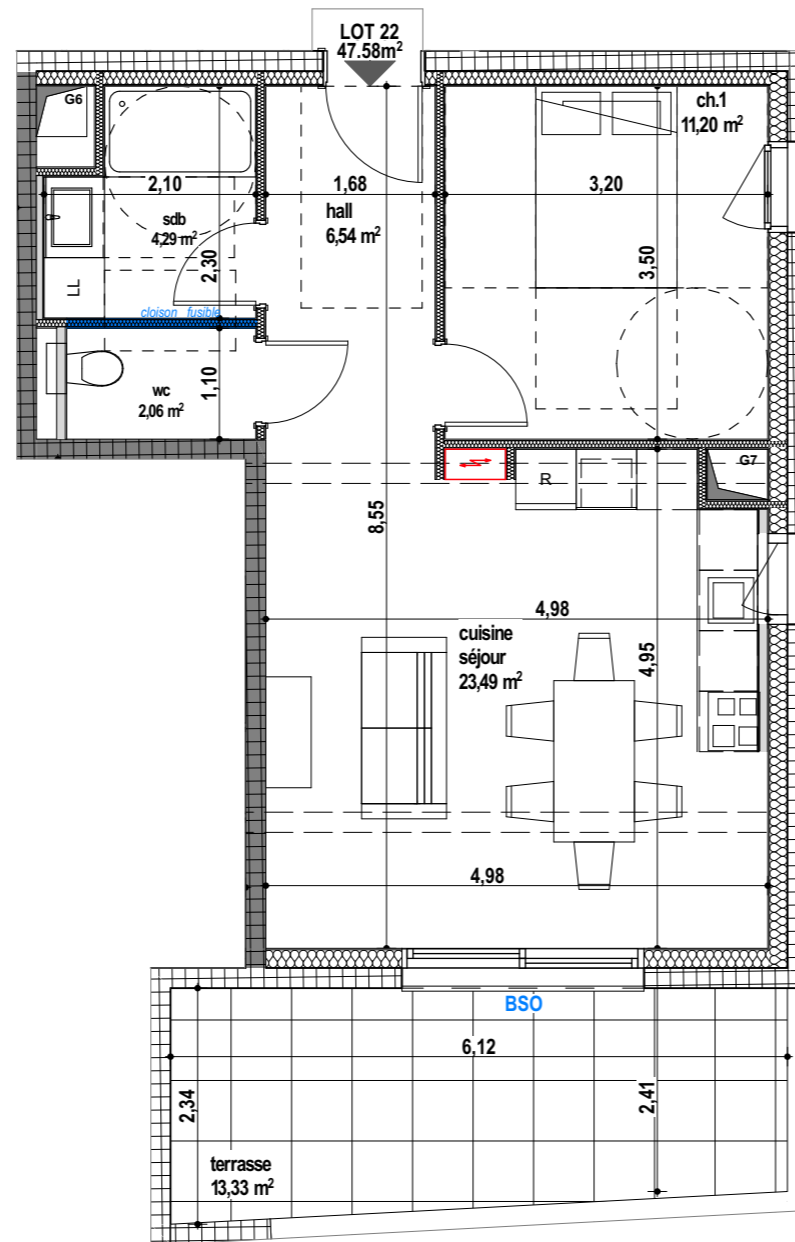 LOT 22
47.58m²
G6
ch.1
11,20 m²
2,10
1,68
3,20
hall
6,54 m²
sdb
4,29 m²
2,30
3,50
LL
cloison fusible
wc
2,06 m²
1,10
G7
R
8,55
4,98
cuisine
séjour
23,49 m²
4,95
4,98
BSO
6,12
2,34
2,41
terrasse
13,33 m²